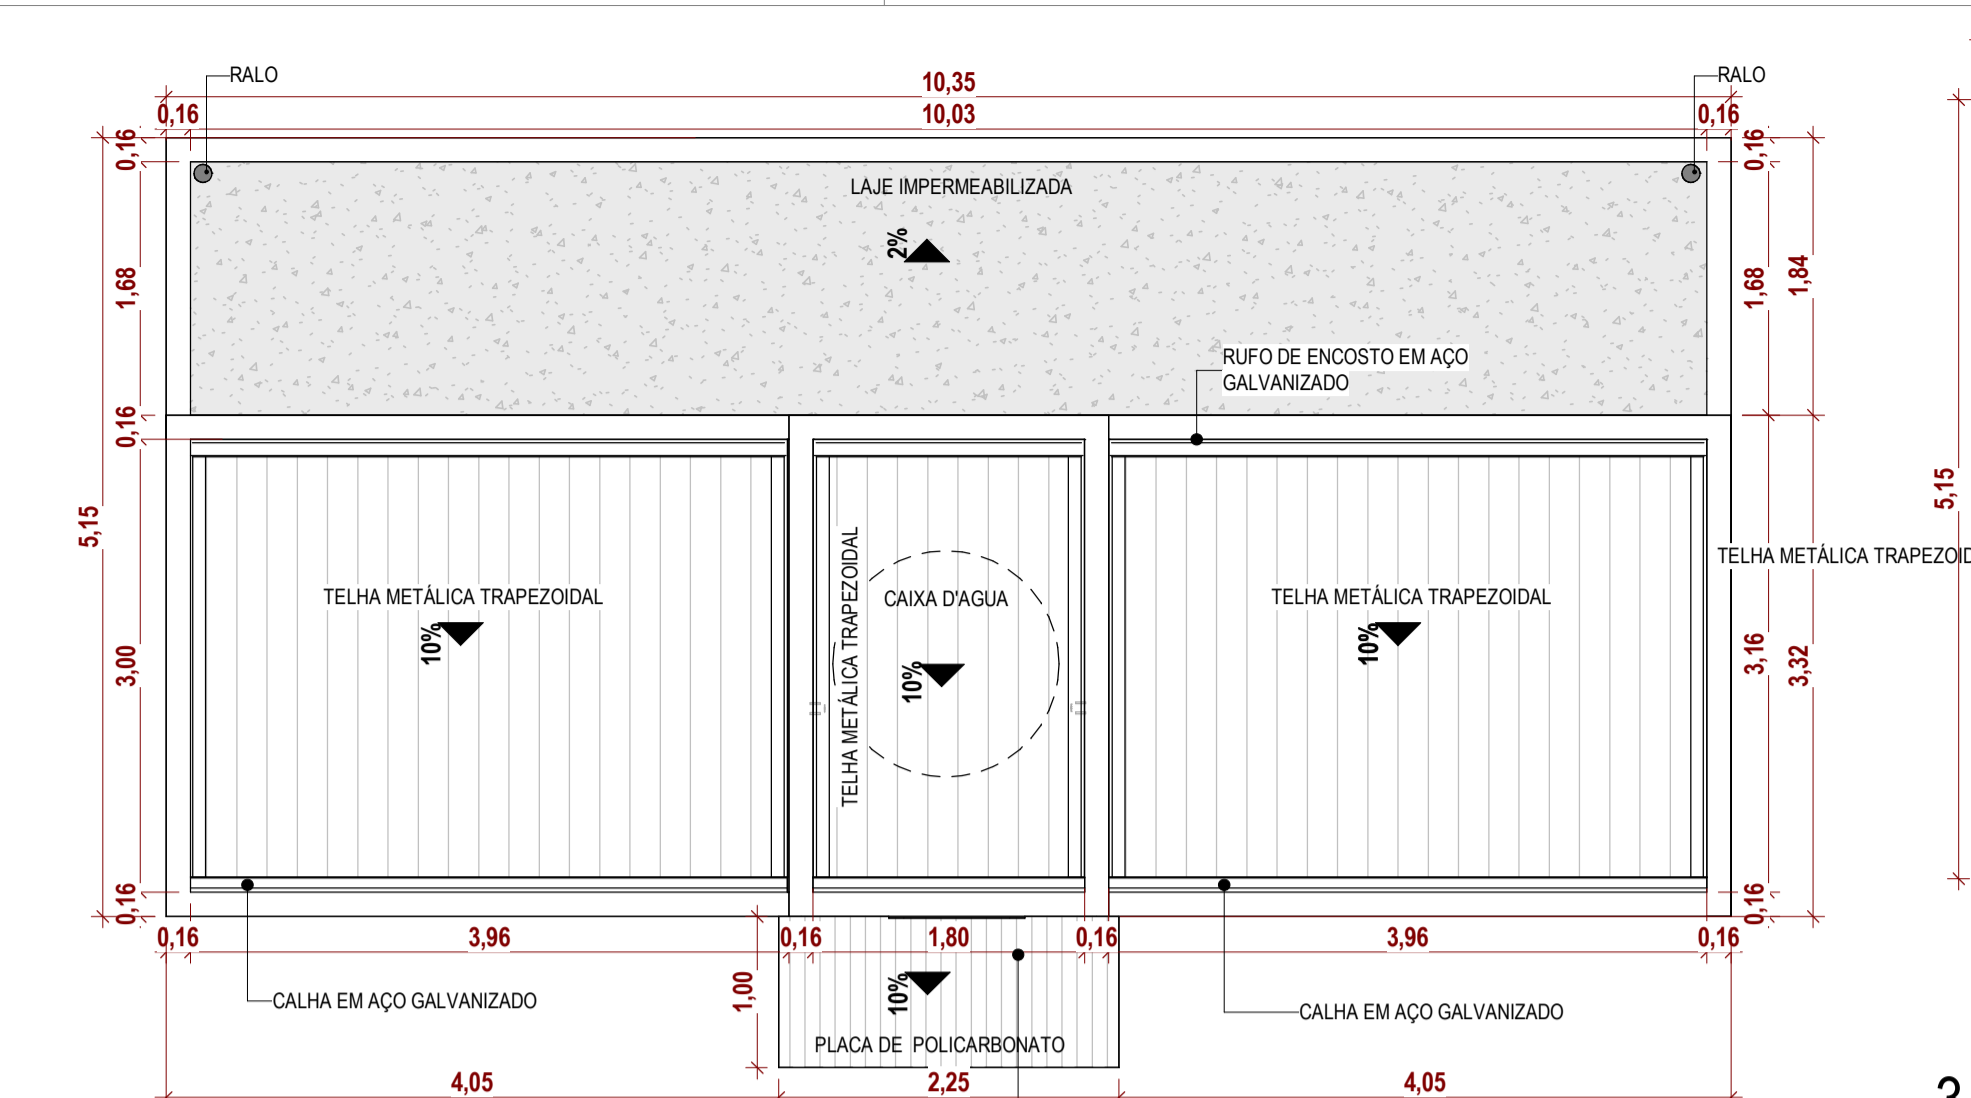 RALO
10,35
RALO
0,16
10,03
0,16
0,16
0,16
LAJE IMPERMEABILIZADA
2%
1,68
1,68
1,84
RUFO DE ENCOSTO EM AÇO
GALVANIZADO
0,16
5,15
5,15
TELHA METÁLICA TRAPEZOIDAL
TELHA METÁLICA TRAPEZOIDAL
CAIXA D'AGUA
TELHA METÁLICA TRAPEZOIDAL
TELHA METÁLICA TRAPEZOID
10%
10%
10%
3,00
3,16
3,32
0,16
0,16
0,16
3,96
0,16
1,80
0,16
3,96
0,16
1,00
10%
CALHA EM AÇO GALVANIZADO
CALHA EM AÇO GALVANIZADO
PLACA DE POLICARBONATO
4,05
2,25
4,05